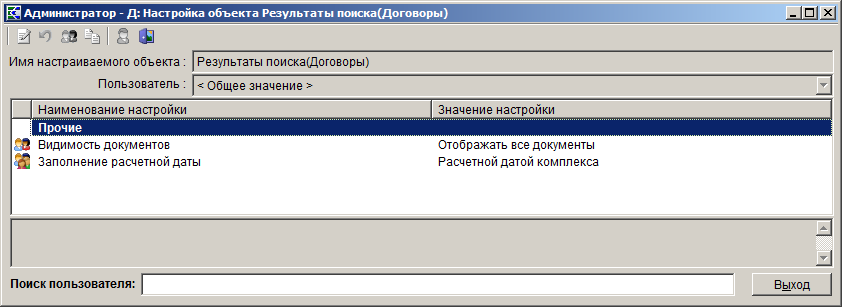 Администратор - Д: Настройка объекта Результаты поиска(Договоры)
Имя настраиваемого объекта : Результаты поиска(Договоры)
Пользователь : < Общее значение >
Наименование настройки Значение настройки
Прочие
Видимость документов Отображать все документы
Заполнение расчетной даты Расчетной датой комплекса
Поиск пользователя: Выход